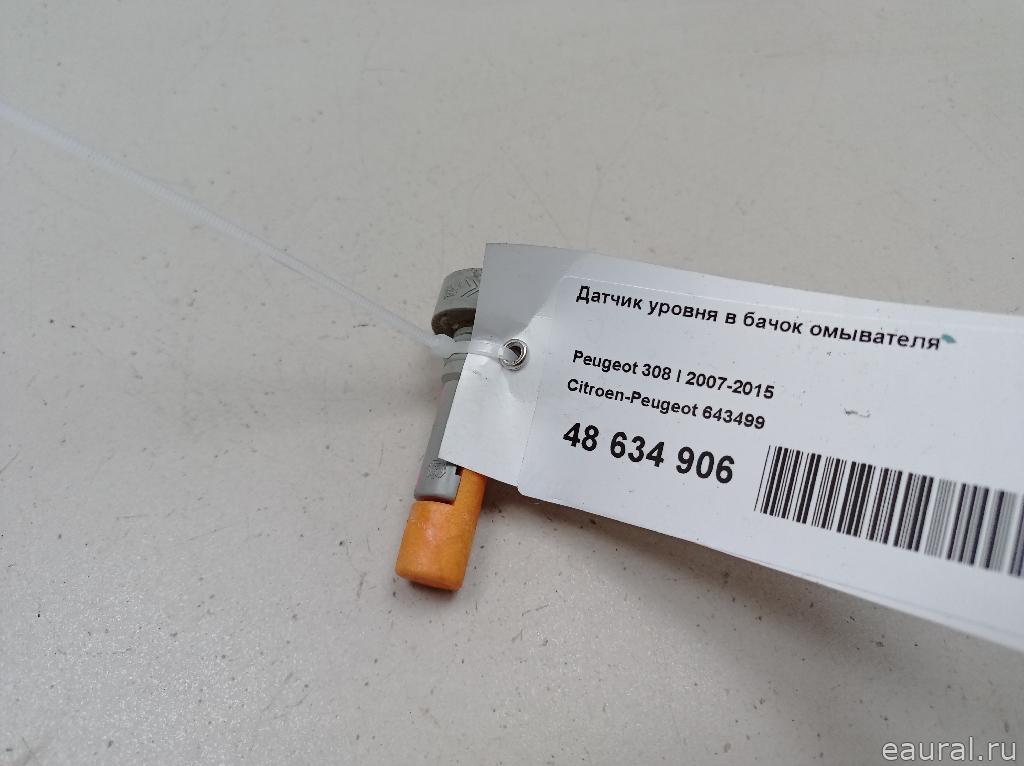 Датчик уровня в бачок омывателя
Peugeot 308 I 2007-2015
Citroen-Peugeot 643499
48 634 906
eaural.ru